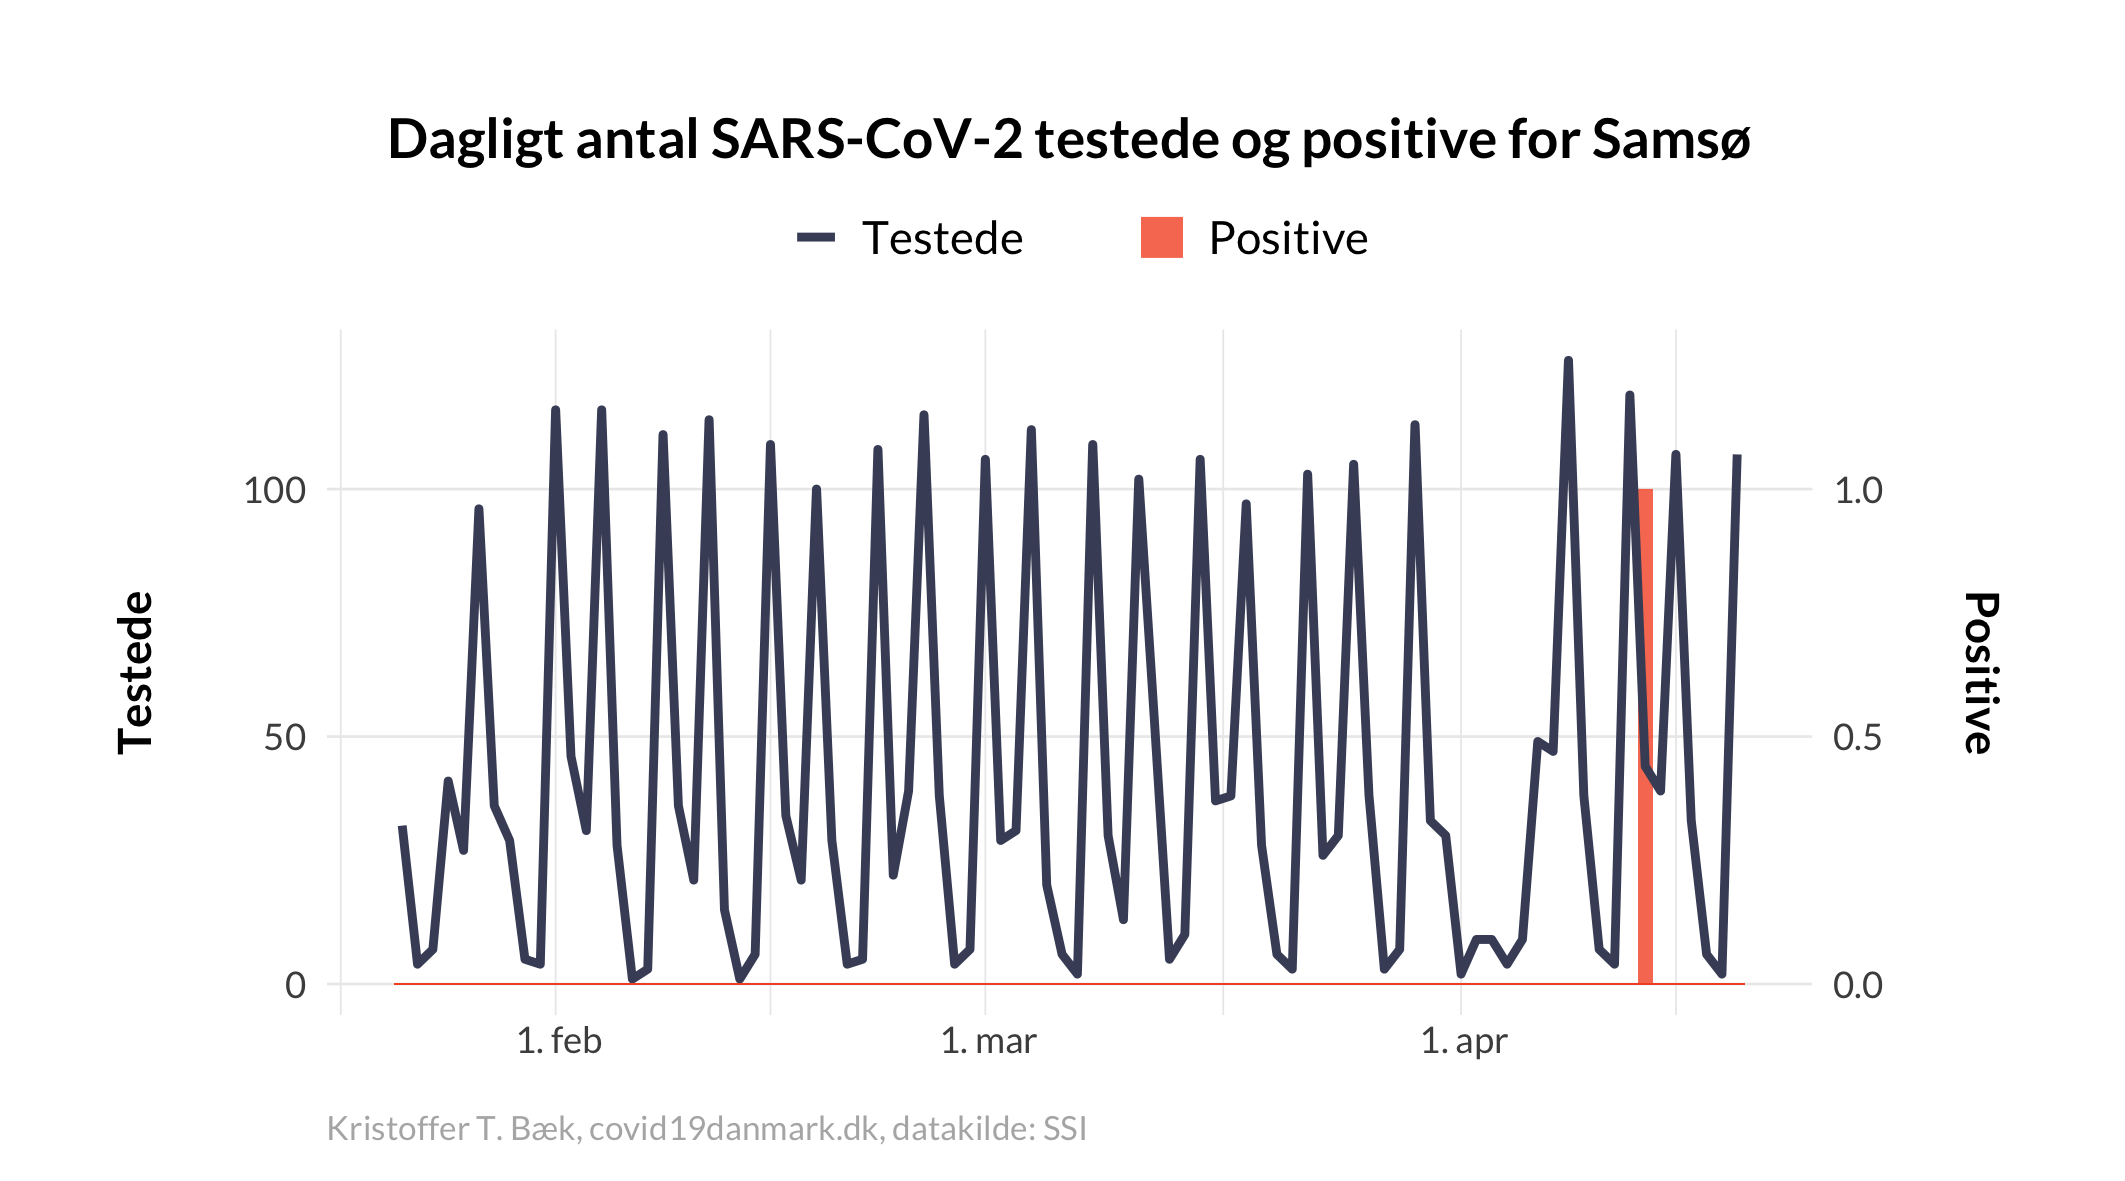 Dagligt antal SARS-CoV-2 testede og positive for Samsø
Testede
Positive
Testede
100
50
0
1.0
0.5
0.0
Positive
1. feb
1. mar
1. apr
Kristoffer T. Bæk, covid19danmark.dk, datakilde: SSI